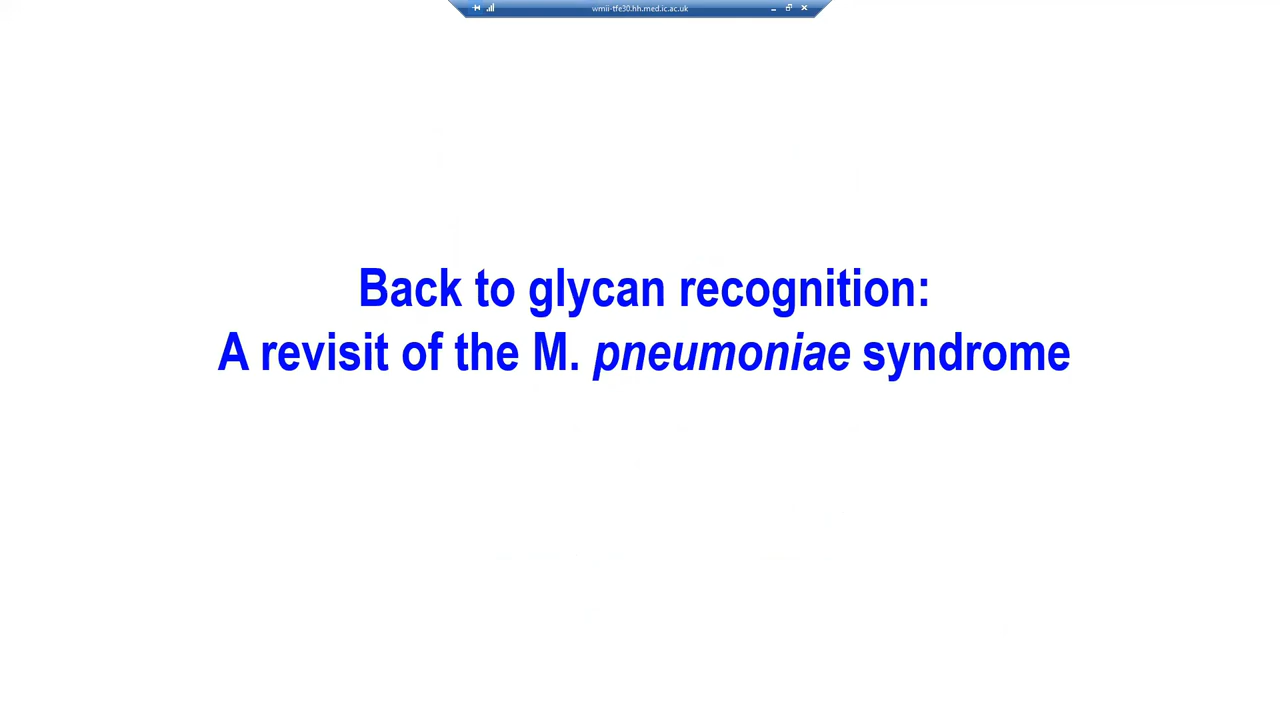 wmii-tfe30.hh.med.ic.ac.uk
Back to glycan recognition:
A revisit of the M. pneumoniae syndrome